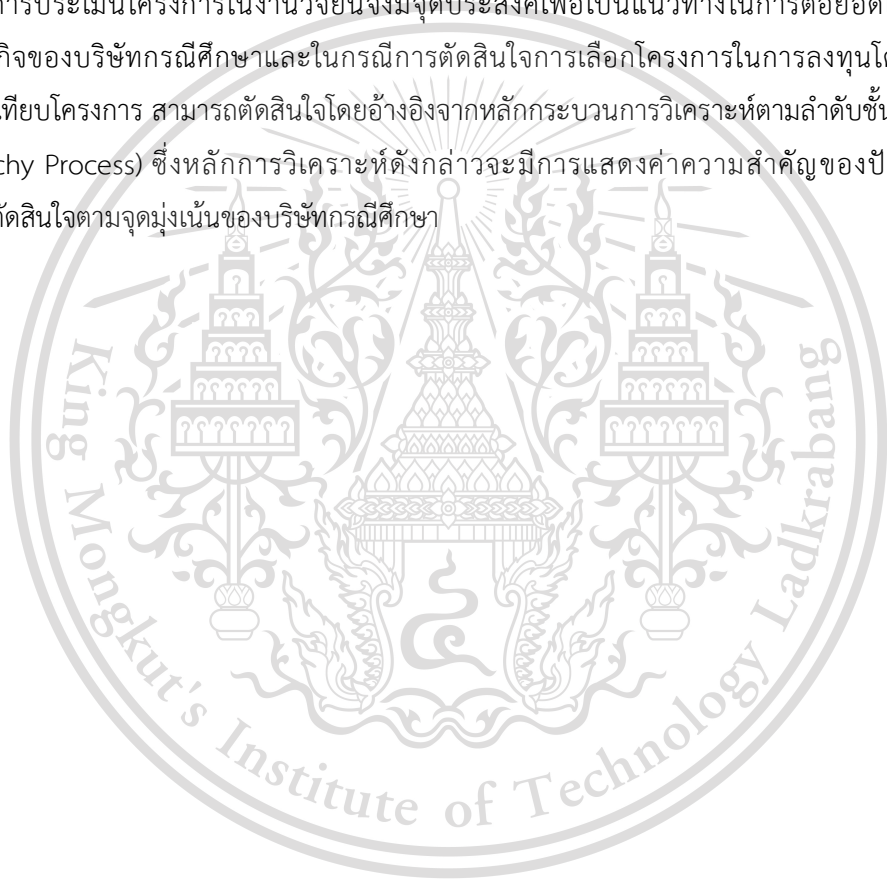 การประเมินโครงการในงานวิจัยนี้จึงมีจุดประสงค์เพื่อเป็นแนวทางในการต่อยอด
กิจของบริษัทกรณีศึกษาและในกรณีการตัดสินใจการเลือกโครงการในการลงทุนโด
เทียบโครงการ สามารถตัดสินใจโดยอ้างอิงจากหลักกระบวนการวิเคราะห์ตามลำดับชั้น
chy Process) ซึ่งหลักการวิเคราะห์ดังกล่าวจะมีการแสดงค่าความสำคัญของปั
ตัดสินใจตามจุดมุ่งเน้นของบริษัทกรณีศึกษา
King Mongkut's Institute of Technology Ladkrabang